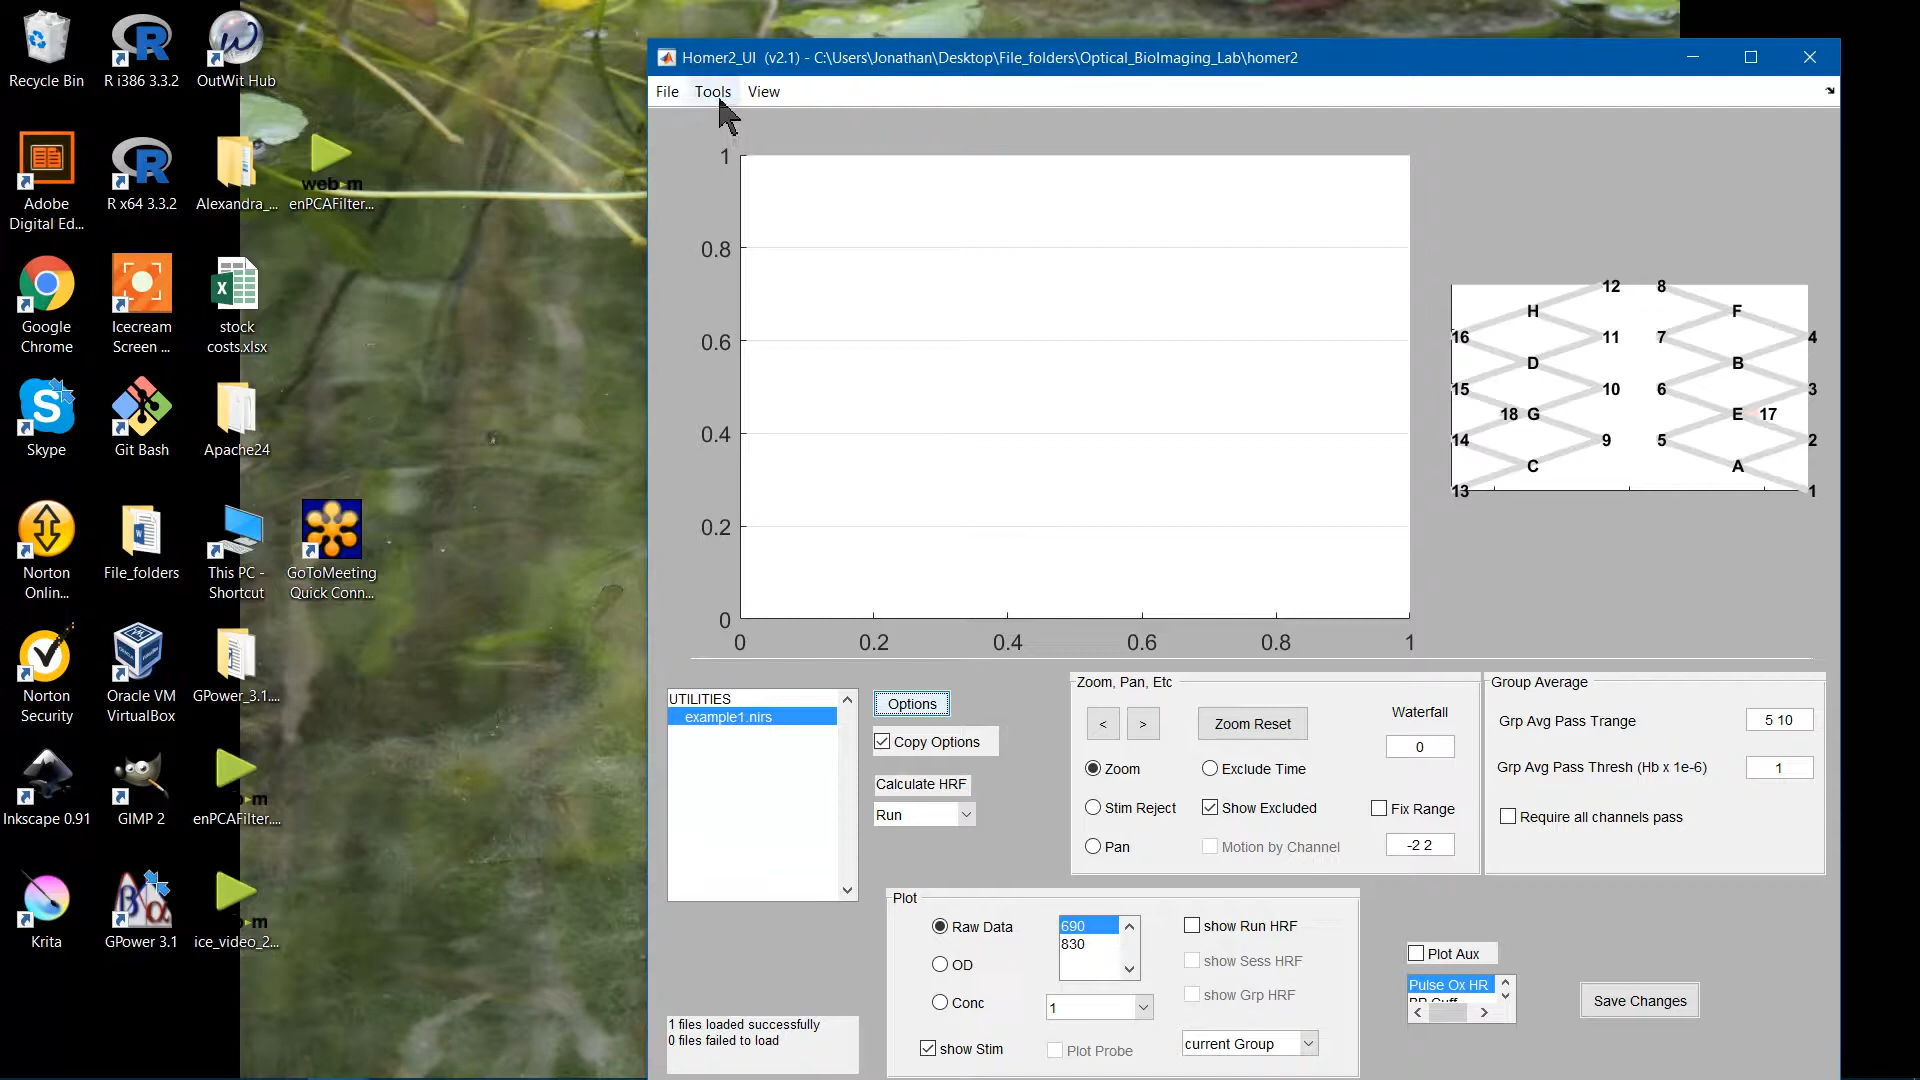 Recycle Bin
R i386 3.3.2
OutWit Hub
Adobe
Digital Ed...
R x64 3.3.2
Alexandra_...
web m
enPCAFilter...
Google
Chrome
Icecream
Screen ...
stock
costs.xlsx
Skype
Git Bash
Apache24
Norton
Onlin...
File_folders
This PC -
Shortcut
GoToMeeting
Quick Conn...
Norton
Security
Oracle VM
VirtualBox
GPower_3.1....
Inkscape 0.91
GIMP 2
enPCAFilter....
Krita
GPower 3.1
ice_video_2...
Homer2_UI (v2.1) - C:\Users\Jonathan\Desktop\File_folders\Optical_BioImaging_Lab\homer2
File Tools View
1
0.8
0.6
0.4
0.2
0
0 0.2 0.4 0.6 0.8 1
12 8
H F
16 11 7 4
D B
15 10 6 3
18 G E 17
14 9 5 2
C A
13 1
UTILITIES
example1.nirs
Options
Copy Options
Calculate HRF
Run
Zoom, Pan, Etc
< > Zoom Reset
Waterfall
0
Zoom Exclude Time
Stim Reject Show Excluded Fix Range
Pan Motion by Channel -2 2
Group Average
Grp Avg Pass Trange 5 10
Grp Avg Pass Thresh (Hb x 1e-6) 1
Require all channels pass
Plot
Raw Data
690
830
show Run HRF
OD
show Sess HRF
Conc
1
show Grp HRF
show Stim
Plot Probe
current Group
Plot Aux
Pulse Ox HR
Save Changes
1 files loaded successfully
0 files failed to load